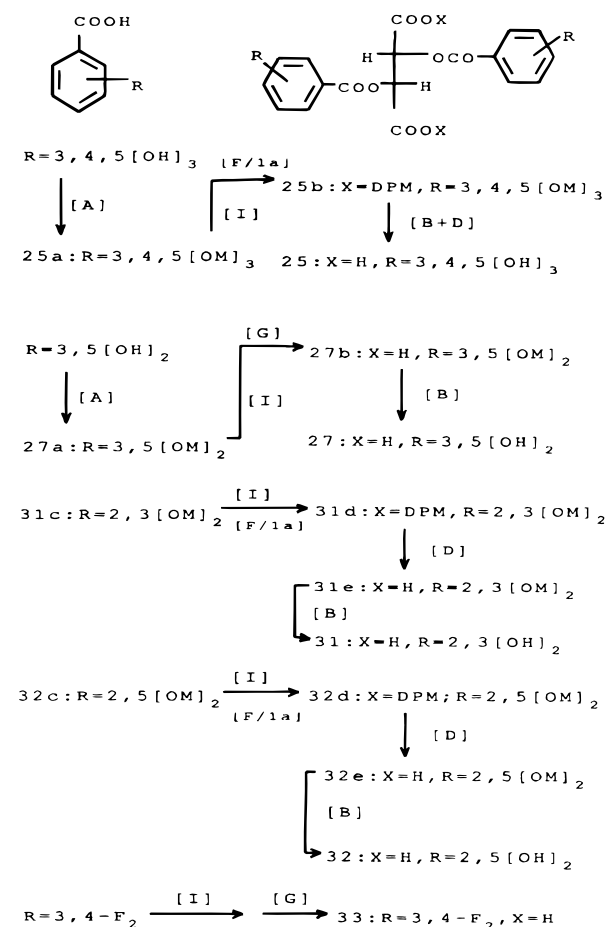 COOH
R
COOX
R H OCO R
COO H
COOX
R=3,4,5[OH]3 [F/1a] 25b:X=DPM,R=3,4,5[OM]3
[A] [I] [B+D]
25a:R=3,4,5[OM]3 25:X=H,R=3,4,5[OH]3
R=3,5[OH]2 [G] 27b:X=H,R=3,5[OM]2
[A] [I] [B]
27a:R=3,5[OM]2 27:X=H,R=3,5[OH]2
31c:R=2,3[OM]2 [I] [F/1a] 31d:X=DPM,R=2,3[OM]2
[D]
31e:X=H,R=2,3[OM]2
[B]
31:X=H,R=2,3[OH]2
32c:R=2,5[OM]2 [I] [F/1a] 32d:X=DPM;R=2,5[OM]2
[D]
32e:X=H,R=2,5[OM]2
[B]
32:X=H,R=2,5[OH]2
R=3,4-F2 [I] [G] 33:R=3,4-F2,X=H